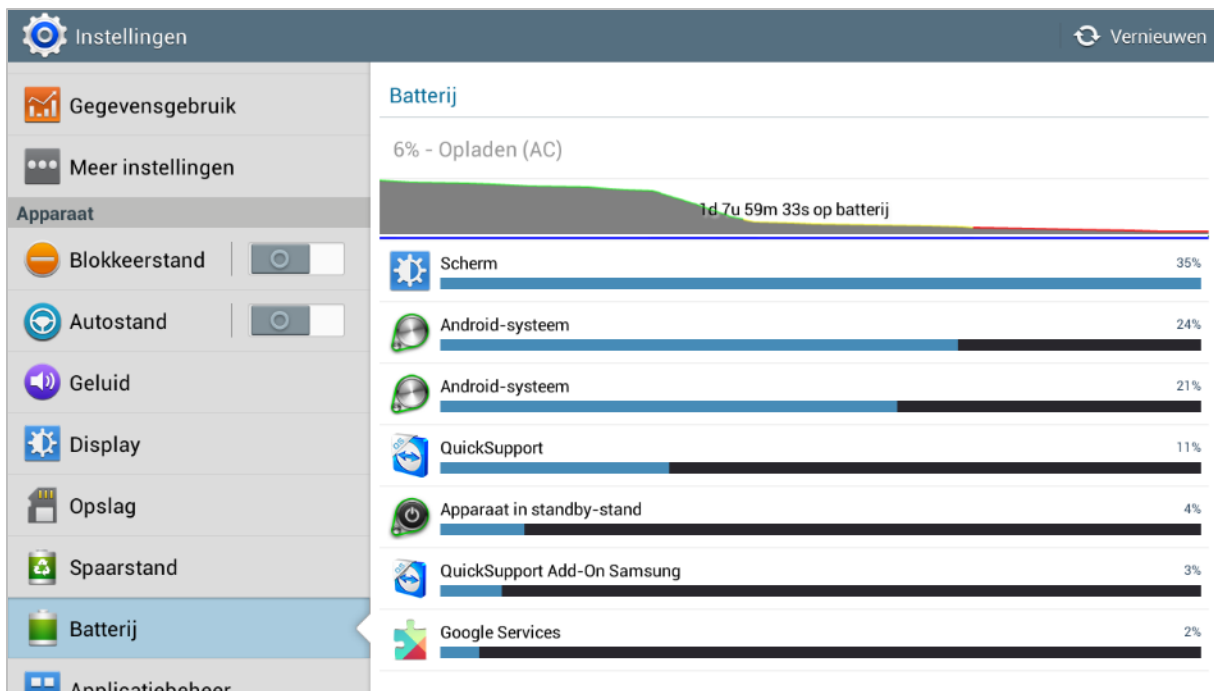 Instellingen
Vernieuwen
Gegevensgebruik
Meer instellingen
Apparaat
Blokkeerstand
Autostand
Geluid
Display
Opslag
Spaarstand
Batterij
Applicatiebeheer
Batterij
6% - Opladen (AC)
1d 7u 59m 33s op batterij
Scherm 35%
Android-systeem 24%
Android-systeem 21%
QuickSupport 11%
Apparaat in standby-stand 4%
QuickSupport Add-On Samsung 3%
Google Services 2%